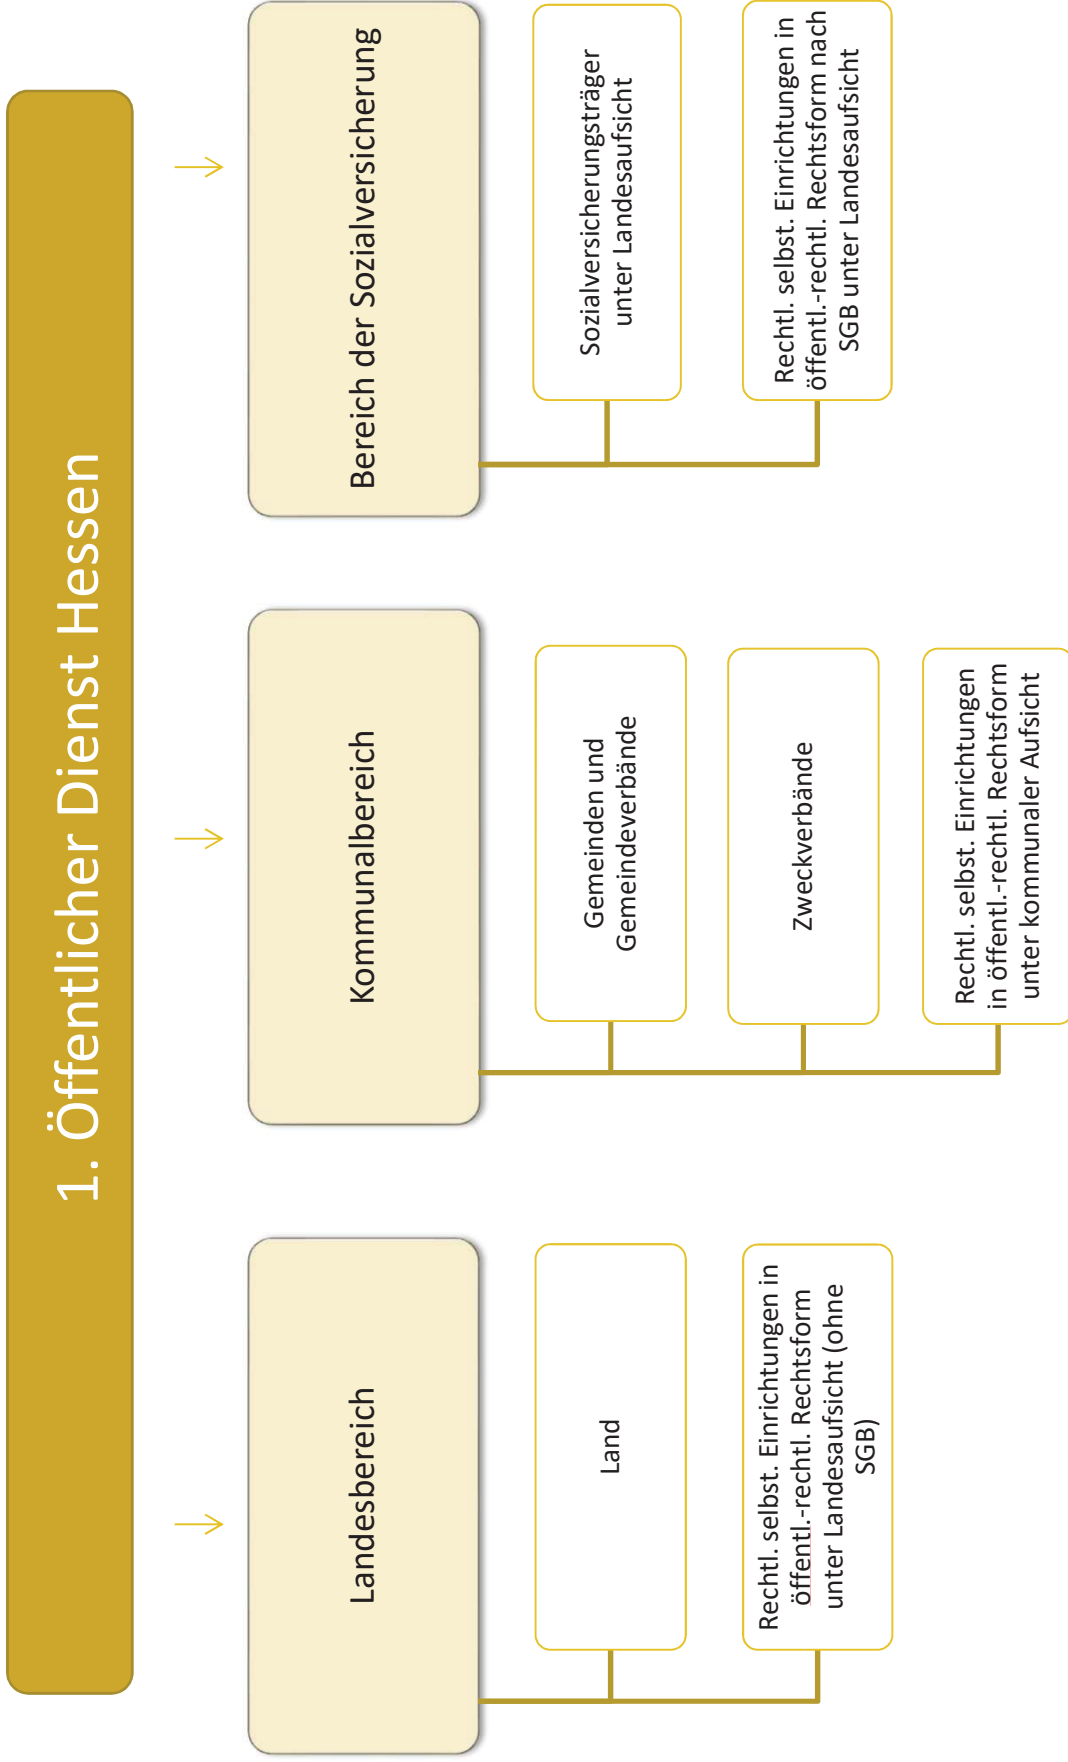 1. Öffentlicher Dienst Hessen
Landesbereich
Land
Rechtl. selbst. Einrichtungen in
öffentl.-rechtl. Rechtsform
unter Landesaufsicht (ohne
SGB)
Kommunalbereich
Gemeinden und
Gemeindeverbände
Zweckverbände
Rechtl. selbst. Einrichtungen
in öffentl.-rechtl. Rechtsform
unter kommunaler Aufsicht
Bereich der Sozialversicherung
Sozialversicherungsträger
unter Landesaufsicht
Rechtl. selbst. Einrichtungen in
öffentl.-rechtl. Rechtsform nach
SGB unter Landesaufsicht